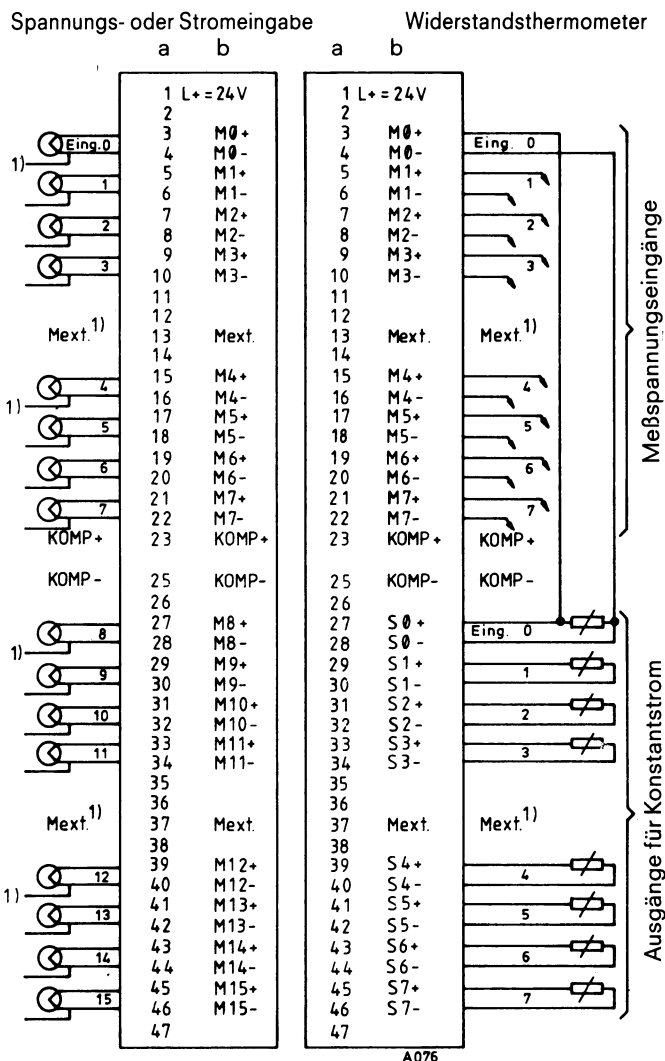 Spannungs- oder Stromeingabe Widerstandsthermometer
a b a b
1 L+=24V 1 L+=24V
2 2
Eing.0 3 M0+ 3 M0+ Eing. 0
1) 4 M0- 4 M0-
1 5 M1+ 5 M1+ 1
6 M1- 6 M1-
2 7 M2+ 7 M2+ 2
8 M2- 8 M2-
3 9 M3+ 9 M3+ 3
10 M3- 10 M3-
11 11
12 12
Mext.1) 13 Mext. 13 Mext. Mext.1)
14 14
4 15 M4+ 15 M4+ 4
1) 16 M4- 16 M4-
5 17 M5+ 17 M5+ 5
18 M5- 18 M5-
6 19 M6+ 19 M6+ 6
20 M6- 20 M6-
7 21 M7+ 21 M7+ 7
22 M7- 22 M7-
KOMP+ 23 KOMP+ 23 KOMP+ KOMP+
KOMP- 25 KOMP- 25 KOMP- KOMP-
26 26
8 27 M8+ 27 S0+ Eing. 0
1) 28 M8- 28 S0-
9 29 M9+ 29 S1+ 1
30 M9- 30 S1-
10 31 M10+ 31 S2+ 2
32 M10- 32 S2-
11 33 M11+ 33 S3+ 3
34 M11- 34 S3-
35 35
36 36
Mext.1) 37 Mext. 37 Mext. Mext.1)
38 38
12 39 M12+ 39 S4+ 4
1) 40 M12- 40 S4-
13 41 M13+ 41 S5+ 5
42 M13- 42 S5-
14 43 M14+ 43 S6+ 6
44 M14- 44 S6-
15 45 M15+ 45 S7+ 7
46 M15- 46 S7-
47 47
A076
Meßspannungseingänge
Ausgänge für Konstantstrom